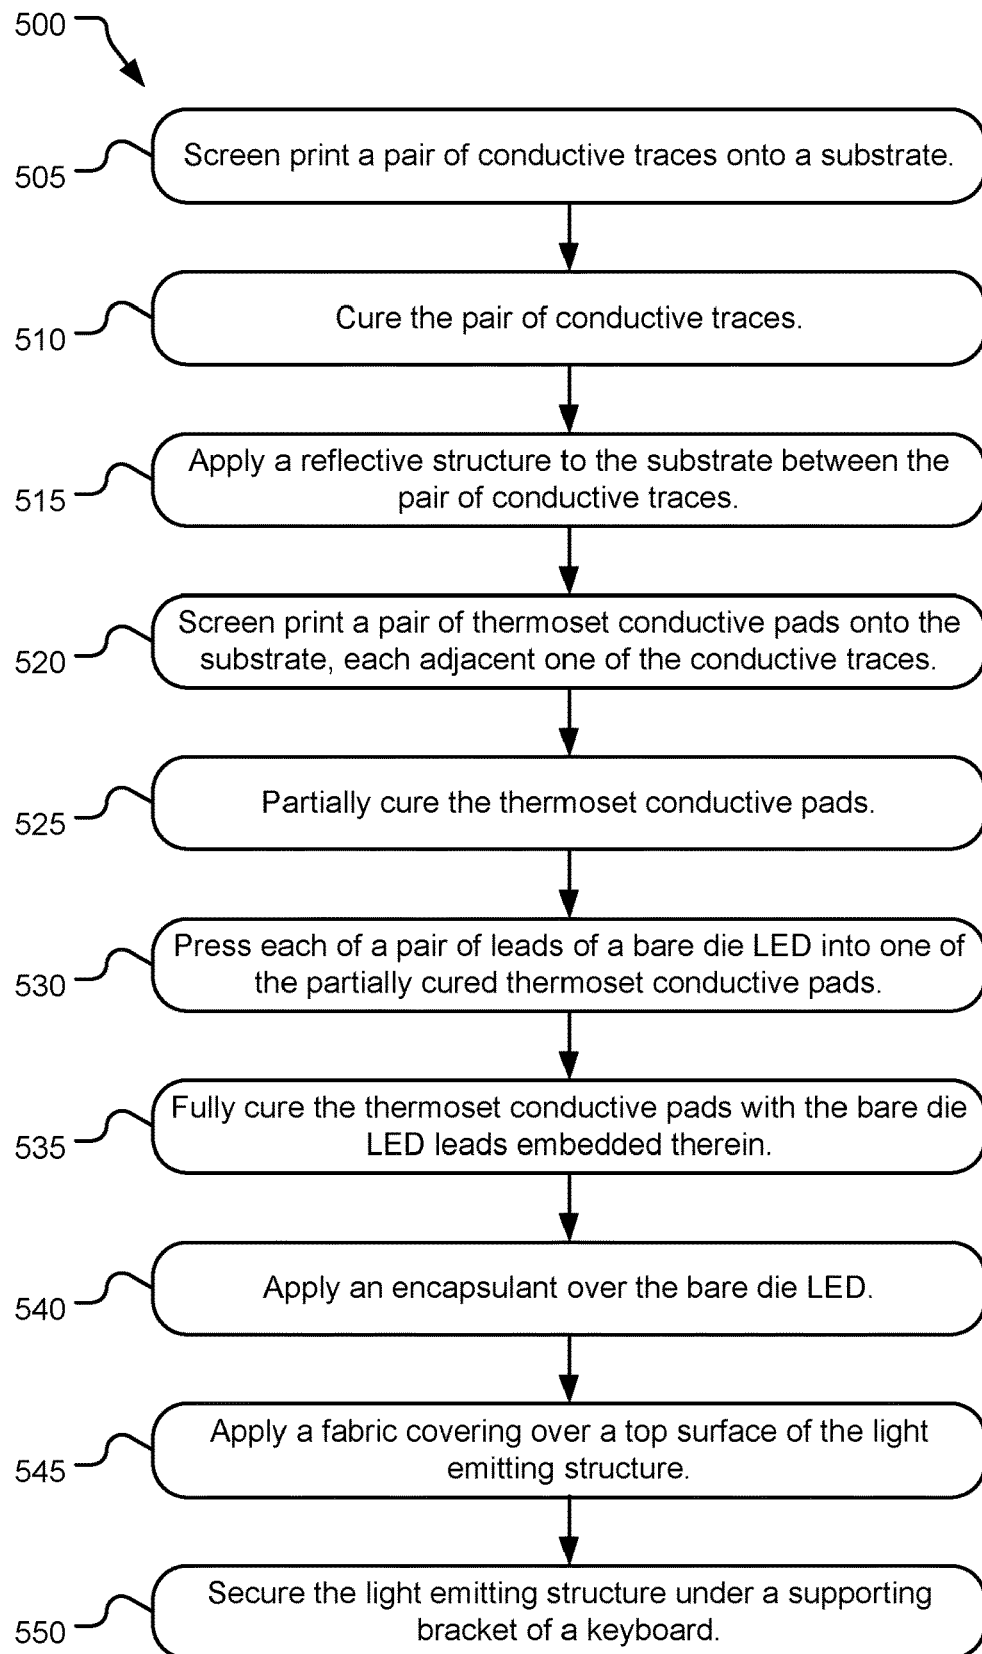 500
505
Screen print a pair of conductive traces onto a substrate.
510
Cure the pair of conductive traces.
515
Apply a reflective structure to the substrate between the
pair of conductive traces.
520
Screen print a pair of thermoset conductive pads onto the
substrate, each adjacent one of the conductive traces.
525
Partially cure the thermoset conductive pads.
530
Press each of a pair of leads of a bare die LED into one of
the partially cured thermoset conductive pads.
535
Fully cure the thermoset conductive pads with the bare die
LED leads embedded therein.
540
Apply an encapsulant over the bare die LED.
545
Apply a fabric covering over a top surface of the light
emitting structure.
550
Secure the light emitting structure under a supporting
bracket of a keyboard.